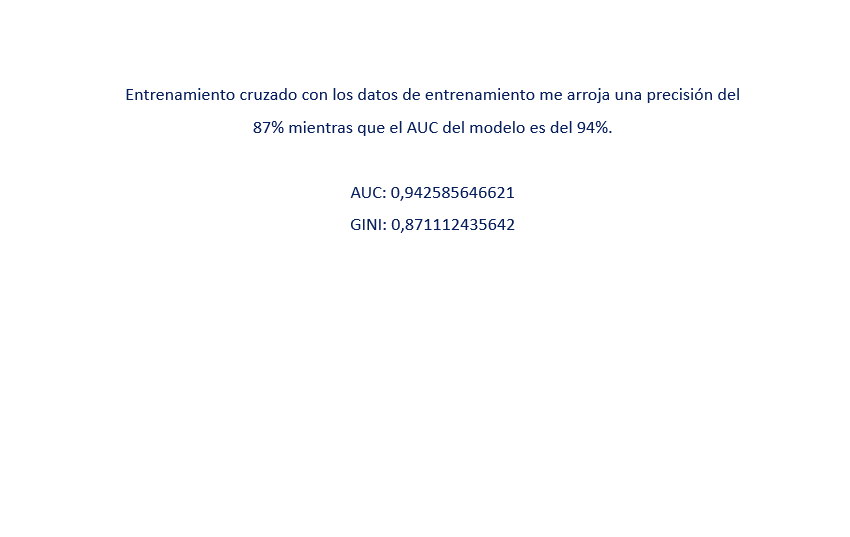 Entrenamiento cruzado con los datos de entrenamiento me arroja una precisión del
87% mientras que el AUC del modelo es del 94%.
AUC: 0,942585646621
GINI: 0,871112435642